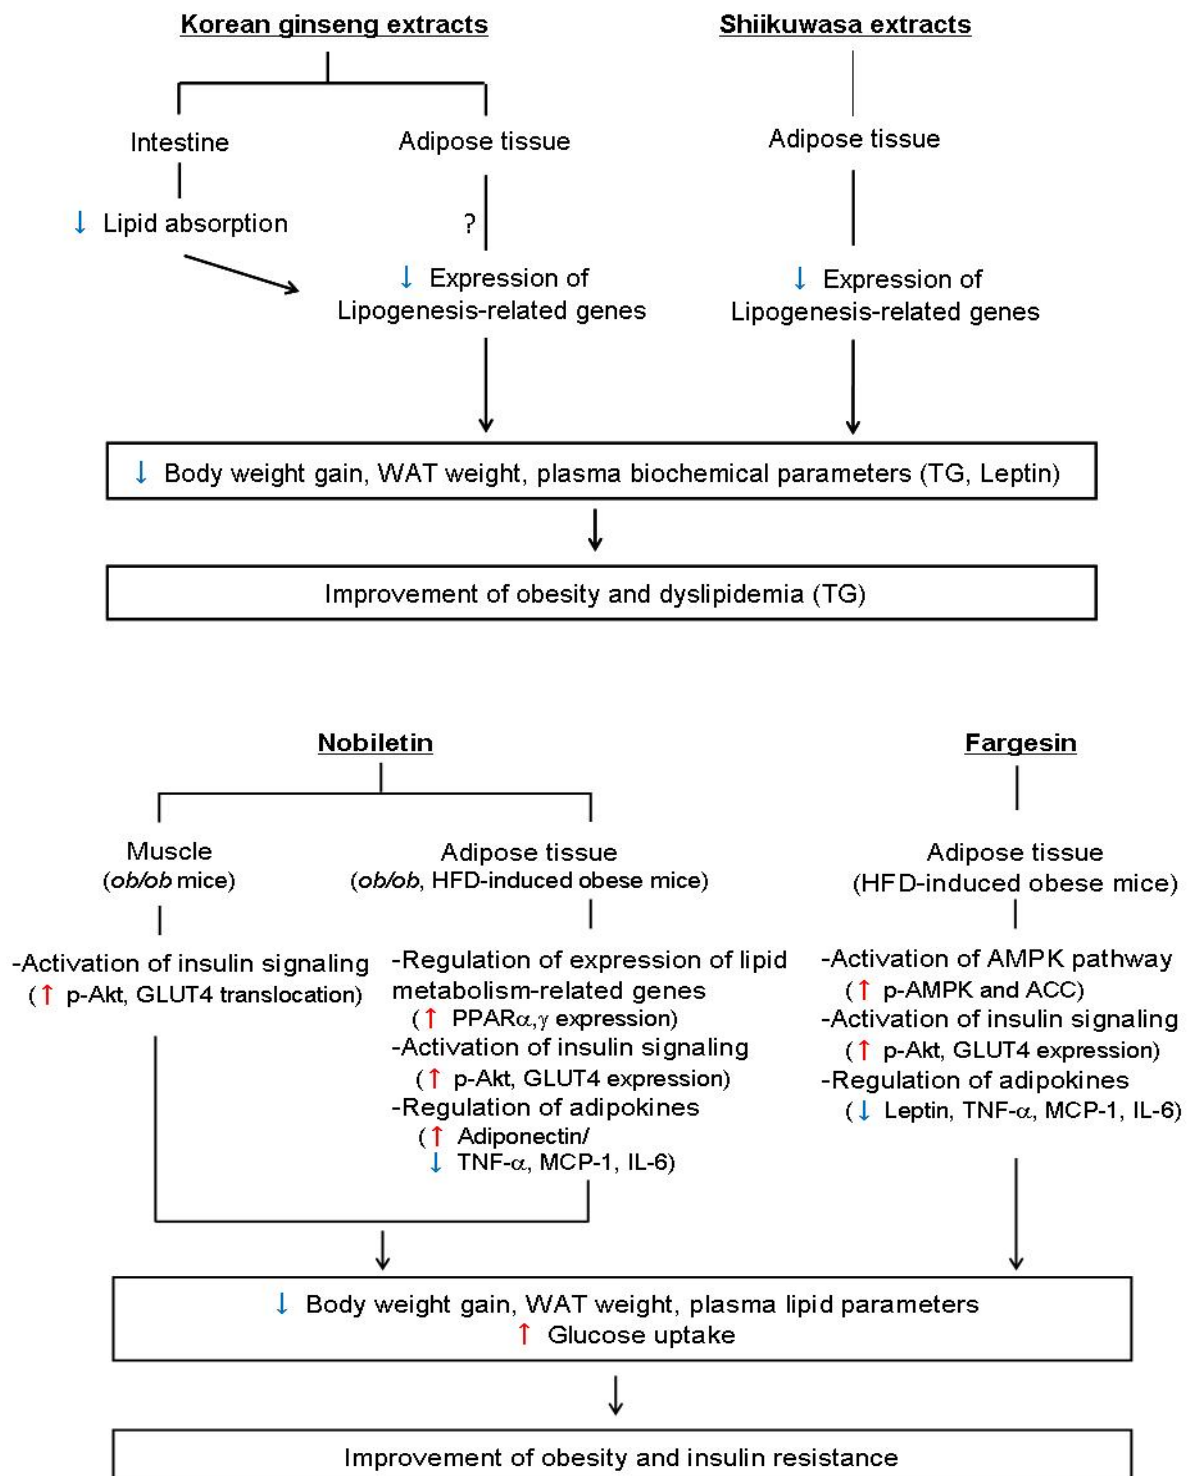 Korean ginseng extracts
Shiikuwasa extracts
Intestine
Adipose tissue
Adipose tissue
↓ Lipid absorption
?
↓ Expression of
Lipogenesis-related genes
↓ Expression of
Lipogenesis-related genes
↓ Body weight gain, WAT weight, plasma biochemical parameters (TG, Leptin)
Improvement of obesity and dyslipidemia (TG)
Nobiletin
Fargesin
Muscle
(ob/ob mice)
Adipose tissue
(ob/ob, HFD-induced obese mice)
Adipose tissue
(HFD-induced obese mice)
-Activation of insulin signaling
(↑ p-Akt, GLUT4 translocation)
-Regulation of expression of lipid
metabolism-related genes
(↑ PPARα,γ expression)
-Activation of insulin signaling
(↑ p-Akt, GLUT4 expression)
-Regulation of adipokines
(↑ Adiponectin/
↓ TNF-α, MCP-1, IL-6)
-Activation of AMPK pathway
(↑ p-AMPK and ACC)
-Activation of insulin signaling
(↑ p-Akt, GLUT4 expression)
-Regulation of adipokines
(↓ Leptin, TNF-α, MCP-1, IL-6)
↓ Body weight gain, WAT weight, plasma lipid parameters
↑ Glucose uptake
Improvement of obesity and insulin resistance